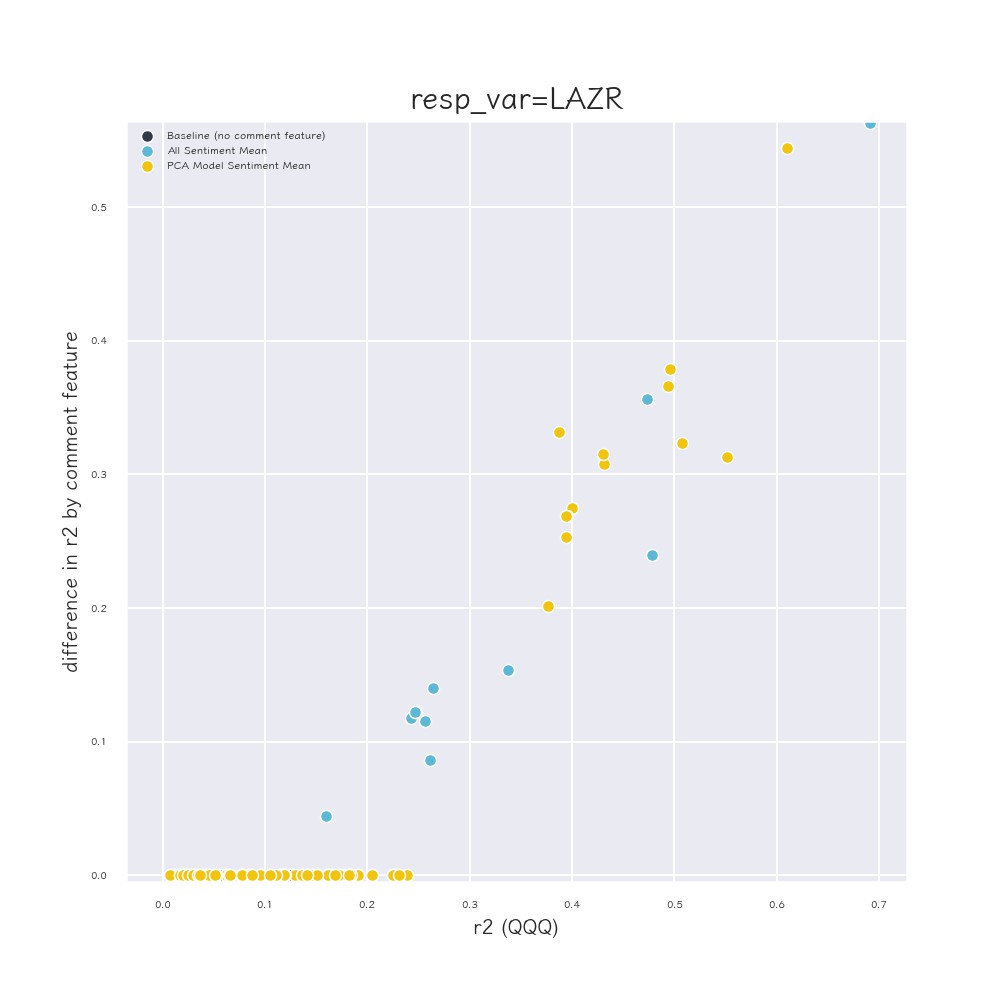 resp_var=LAZR
Baseline (no comment feature)
All Sentiment Mean
PCA Model Sentiment Mean
difference in r2 by comment feature
0.5
0.4
0.3
0.2
0.1
0.0
0.0 0.1 0.2 0.3 0.4 0.5 0.6 0.7
r2 (QQQ)